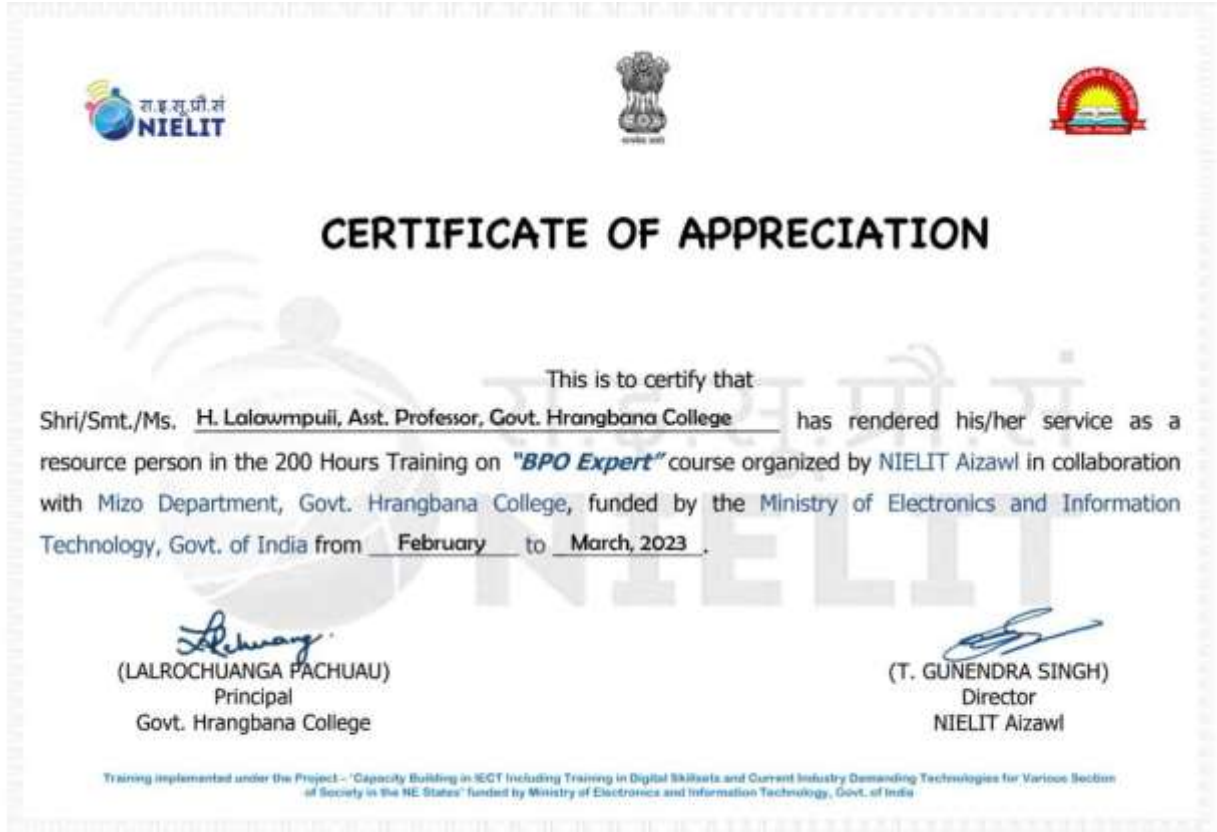 रा.इ.सू.प्रौ.सं
NIELIT
HRANGBANA COLLEGE
CERTIFICATE OF APPRECIATION
This is to certify that
Shri/Smt./Ms. H. Lalawmpuii, Asst. Professor, Govt. Hrangbana College has rendered his/her service as a
resource person in the 200 Hours Training on "BPO Expert" course organized by NIELIT Aizawl in collaboration
with Mizo Department, Govt. Hrangbana College, funded by the Ministry of Electronics and Information
Technology, Govt. of India from February to March, 2023.
रा.इ.सू.प्रौ.सं
NIELIT
(LALROCHUANGA PACHUAU)
Principal
Govt. Hrangbana College
(T. GUNENDRA SINGH)
Director
NIELIT Aizawl
Training implemented under the Project – 'Capacity Building in IECT Including Training in Digital Skillsets and Current Industry Demanding Technologies for Various Section
of Society in the NE States' funded by Ministry of Electronics and Information Technology, Govt. of India